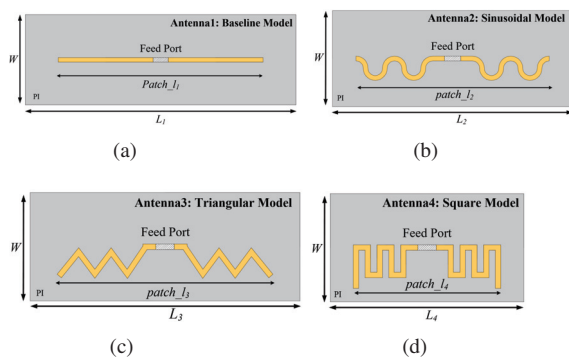 Antenna1: Baseline Model
Feed Port
W
Patch_l1
PI
L1
(a)
Antenna2: Sinusoidal Model
Feed Port
W
patch_l2
PI
L2
(b)
Antenna3: Triangular Model
Feed Port
W
patch_l3
PI
L3
(c)
Antenna4: Square Model
Feed Port
W
patch_l4
PI
L4
(d)